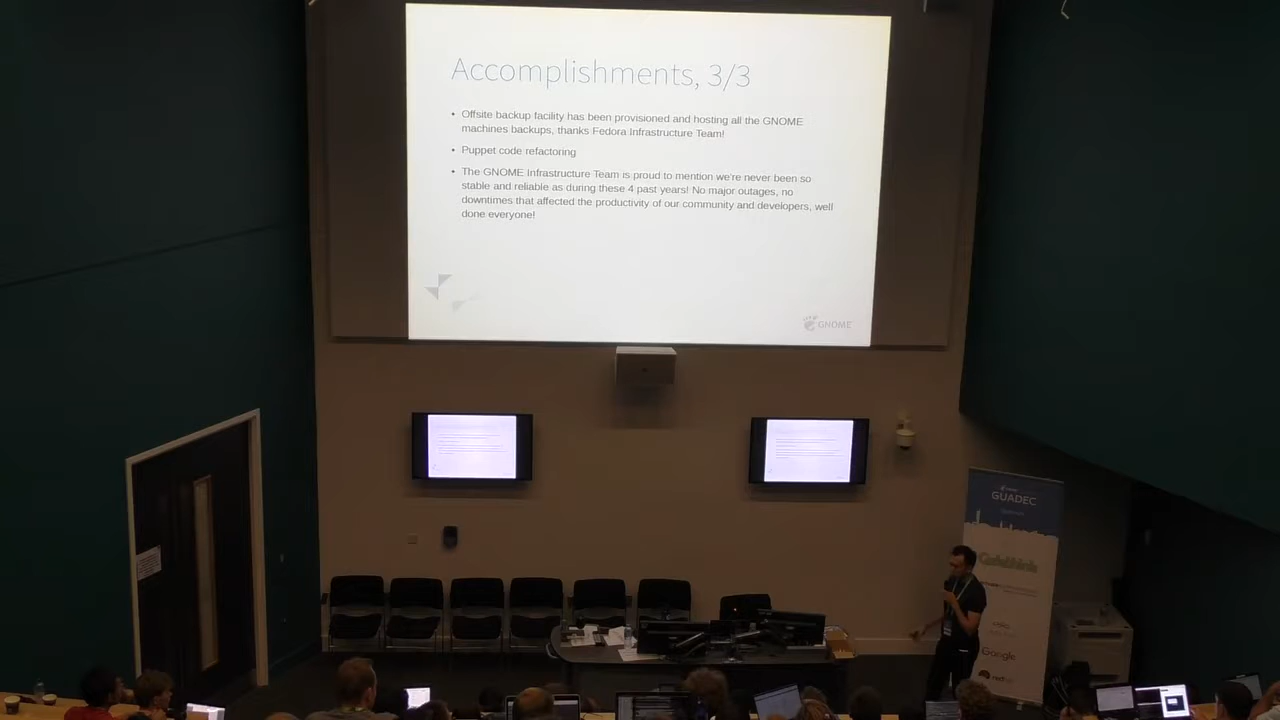 Accomplishments, 3/3
• Offsite backup facility has been provisioned and hosting all the GNOME
machines backups, thanks Fedora Infrastructure Team!
• Puppet code refactoring
• The GNOME Infrastructure Team is proud to mention we're never been so
stable and reliable as during these 4 past years! No major outages, no
downtimes that affected the productivity of our community and developers, well
done everyone!
GNOME
GUADEC
Codethink
Google